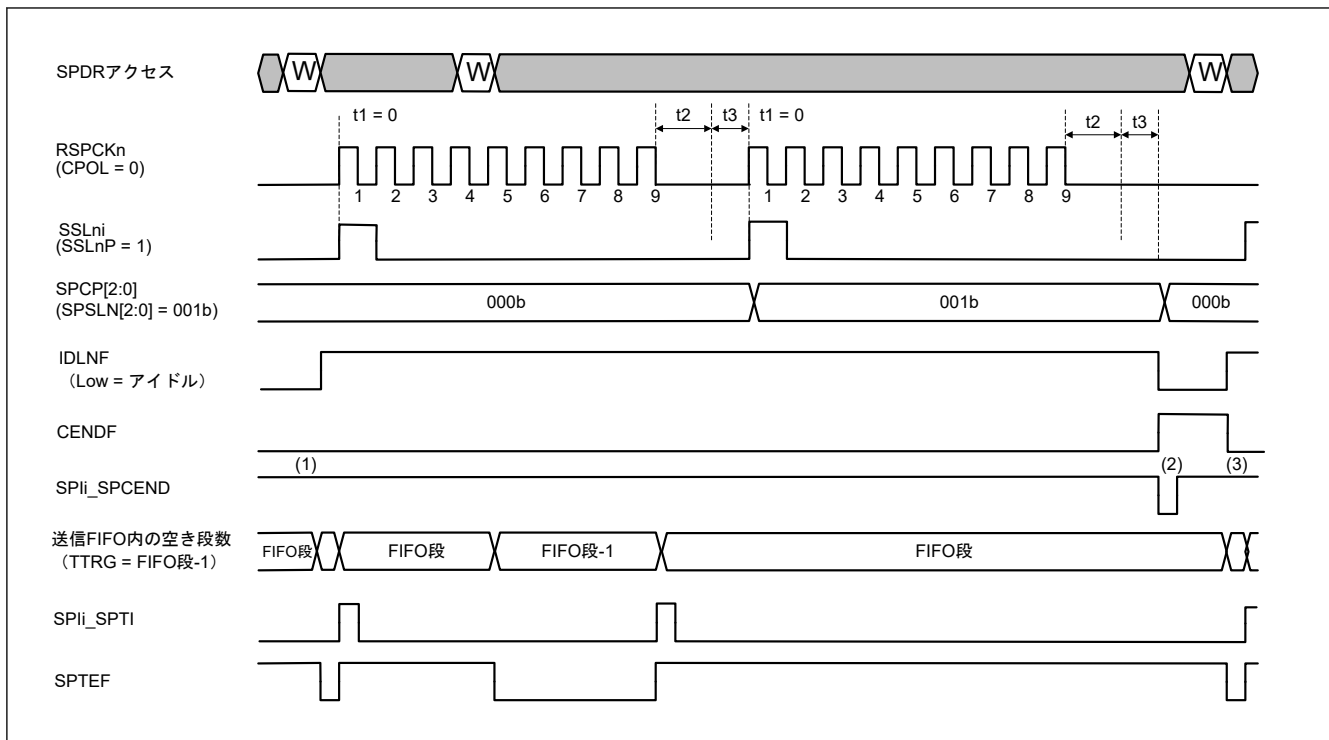 SPDRアクセス
W
W
W
t1 = 0
t2
t3
t1 = 0
t2
t3
RSPCKn
(CPOL = 0)
1 2 3 4 5 6 7 8 9
1 2 3 4 5 6 7 8 9
SSLni
(SSLnP = 1)
SPCP[2:0]
(SPSLN[2:0] = 001b)
000b
001b
000b
IDLNF
（Low = アイドル）
CENDF
(1)
(2)
(3)
SPIi_SPCEND
送信FIFO内の空き段数
（TTRG = FIFO段-1）
FIFO段
FIFO段
FIFO段-1
FIFO段
SPIi_SPTI
SPTEF